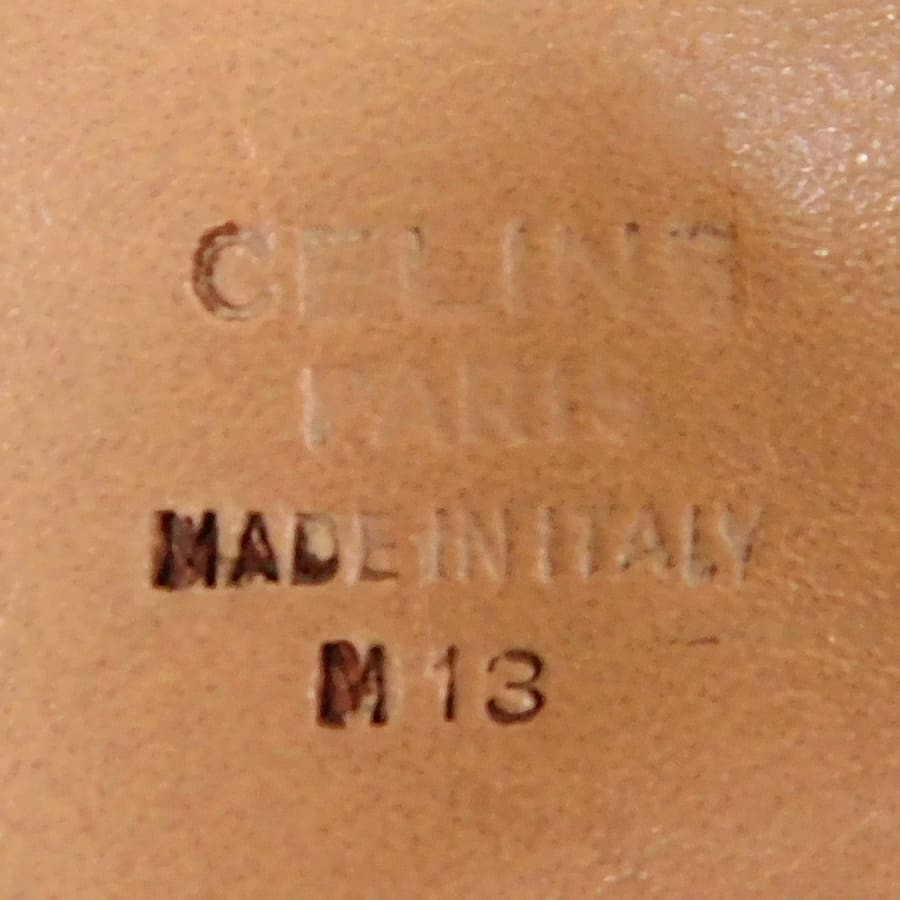 CELINE
PARIS
MADE IN ITALY
M 13